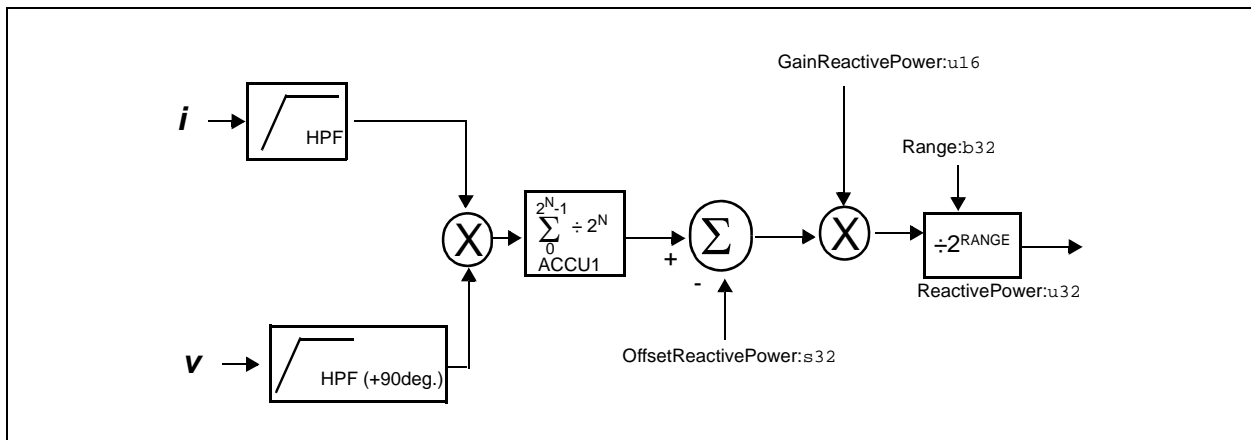 GainReactivePower:u16
i
HPF
Range:b32
X
2^N-1
Σ ÷ 2^N
0
ACCU1
+
Σ
-
X
÷2^RANGE
ReactivePower:u32
OffsetReactivePower:s32
v
HPF (+90deg.)